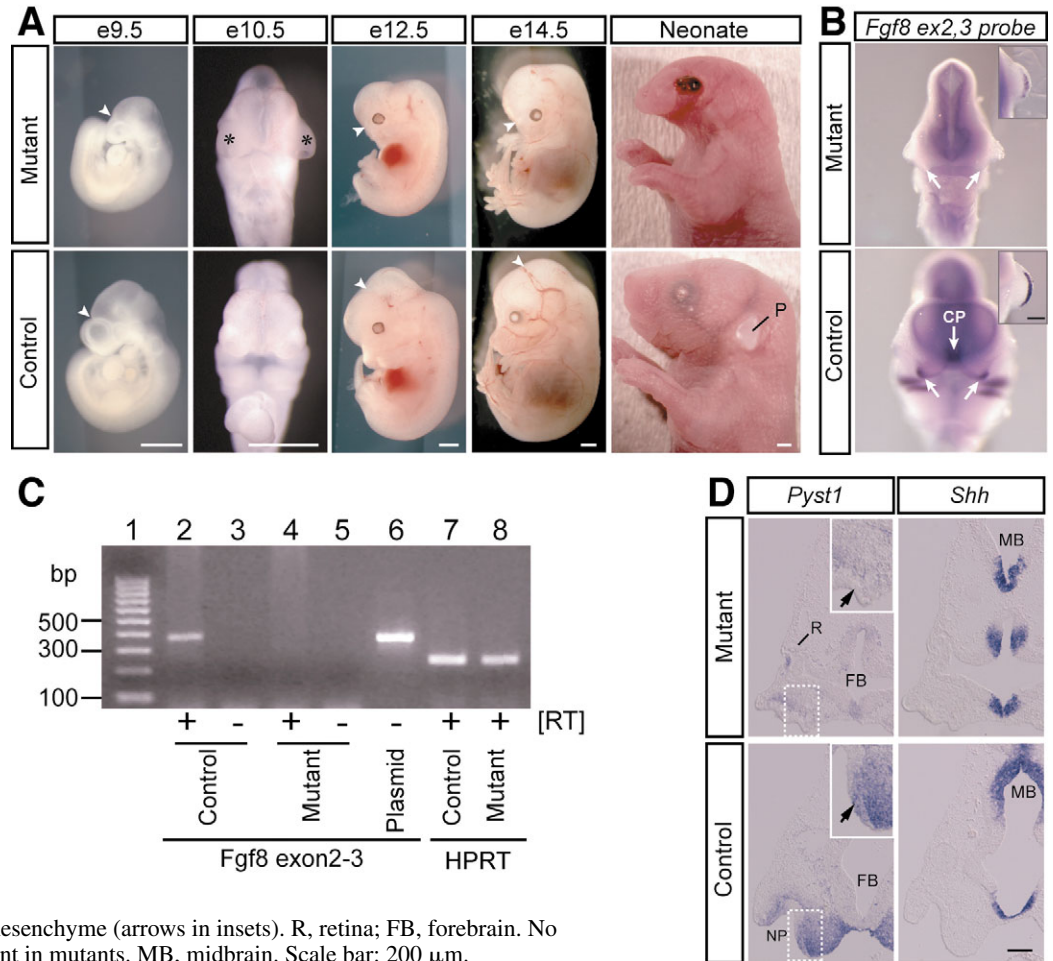 A
e9.5
e10.5
e12.5
e14.5
Neonate
Mutant
*
*
Control
P
B
Fgf8 ex2,3 probe
Mutant
Control
CP
C
1 2 3 4 5 6 7 8
bp
500
300
100
+ - + - - + + [RT]
Control
Mutant
Plasmid
Control
Mutant
Fgf8 exon2-3
HPRT
D
Pyst1
Shh
Mutant
R
FB
MB
Control
NP
FB
MB
esenchyme (arrows in insets). R, retina; FB, forebrain. No
nt in mutants. MB, midbrain. Scale bar: 200 μm.